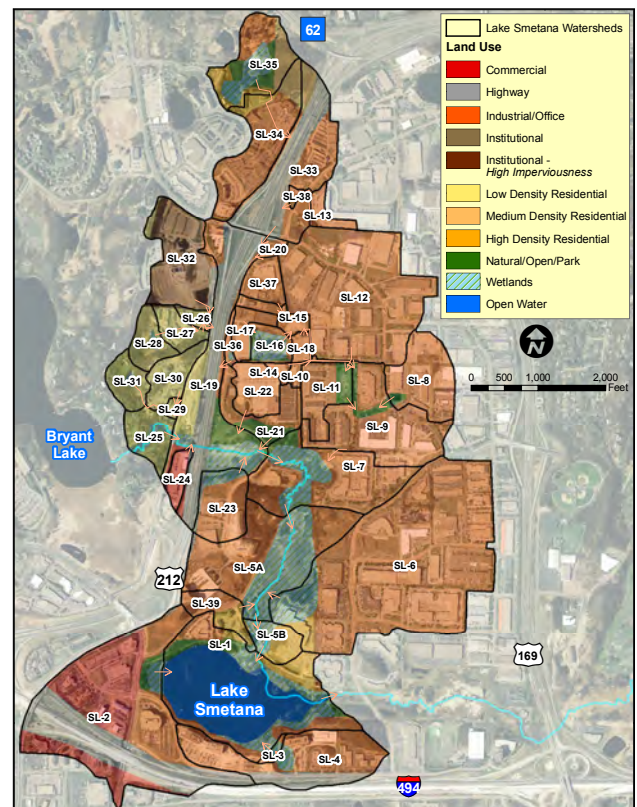 62
Lake Smetana Watersheds
Land Use
Commercial
Highway
Industrial/Office
Institutional
Institutional -
High Imperviousness
Low Density Residential
Medium Density Residential
High Density Residential
Natural/Open/Park
Wetlands
Open Water
N
0 500 1,000 2,000
Feet
SL-35
SL-34
SL-33
SL-38
SL-13
SL-20
SL-32
SL-37
SL-12
SL-26
SL-15
SL-27
SL-17
SL-28
SL-36
SL-16
SL-18
SL-31
SL-30
SL-19
SL-14
SL-10
SL-11
SL-8
SL-22
SL-29
SL-9
SL-25
SL-21
Bryant
Lake
SL-7
SL-24
SL-23
SL-5A
SL-6
212
SL-39
SL-5B
SL-1
169
Lake
Smetana
SL-2
SL-3
SL-4
494